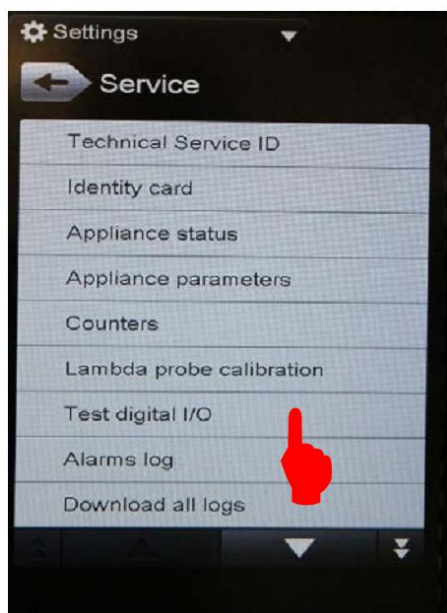 Settings
Service
Technical Service ID
Identity card
Appliance status
Appliance parameters
Counters
Lambda probe calibration
Test digital I/O
Alarms log
Download all logs